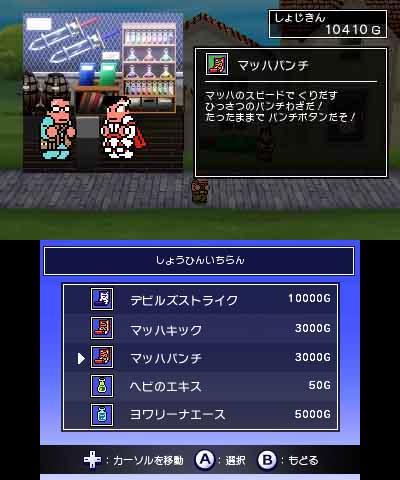 しょじきん
10410G
マッハパンチ
マッハのスピードで くりだす
ひっさつのパンチわざだ！
たったままで パンチボタンだぞ！
しょうひんいちらん
デビルズストライク 10000G
マッハキック 3000G
マッハパンチ 3000G
ヘビのエキス 50G
ヨワリーナエース 5000G
：カーソルを移動 A：選択 B：もどる